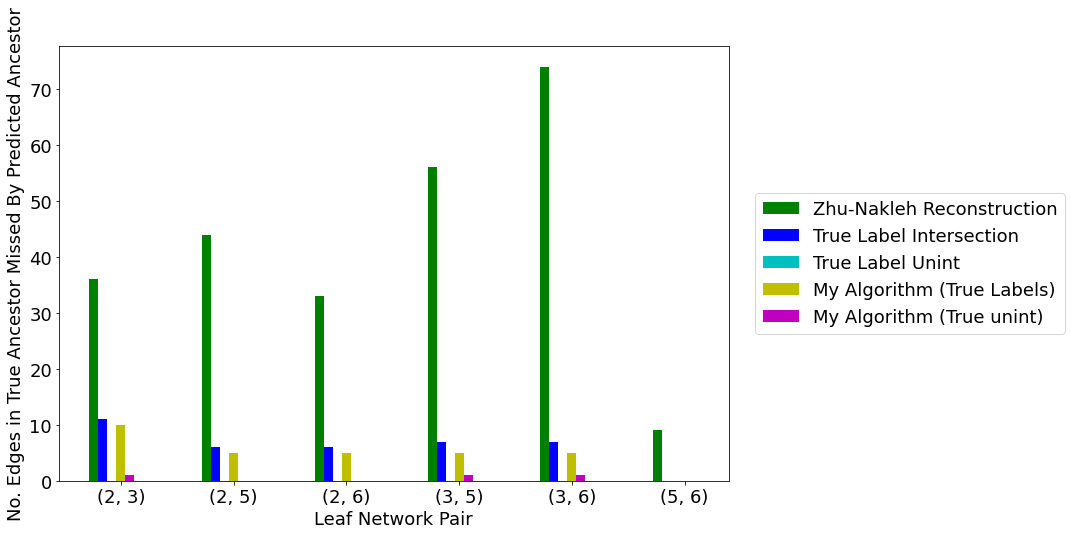 No. Edges in True Ancestor Missed By Predicted Ancestor
70
60
50
40
30
20
10
0
(2, 3) (2, 5) (2, 6) (3, 5) (3, 6) (5, 6)
Leaf Network Pair
Zhu-Nakleh Reconstruction
True Label Intersection
True Label Unint
My Algorithm (True Labels)
My Algorithm (True unint)